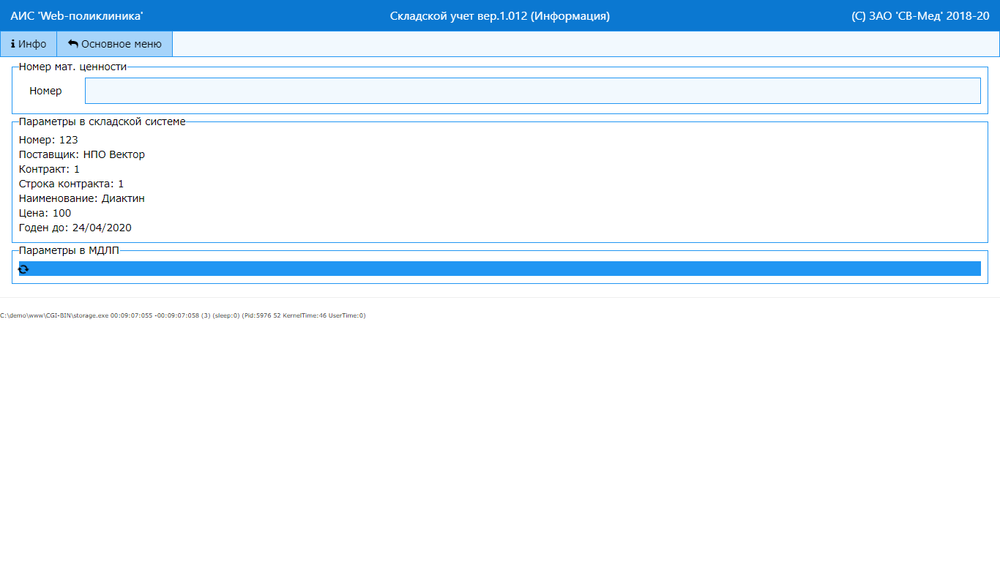 АИС 'Web-поликлиника'
Складской учет вер.1.012 (Информация)
(C) ЗАО 'СВ-Мед' 2018-20
Инфо
Основное меню
Номер мат. ценности
Номер
Параметры в складской системе
Номер: 123
Поставщик: НПО Вектор
Контракт: 1
Строка контракта: 1
Наименование: Диактин
Цена: 100
Годен до: 24/04/2020
Параметры в МДЛП
C:\demo\www\CGI-BIN\storage.exe 00:09:07:055 -00:09:07:058 (3) (sleep:0) (Pid:5976 52 KernelTime:46 UserTime:0)